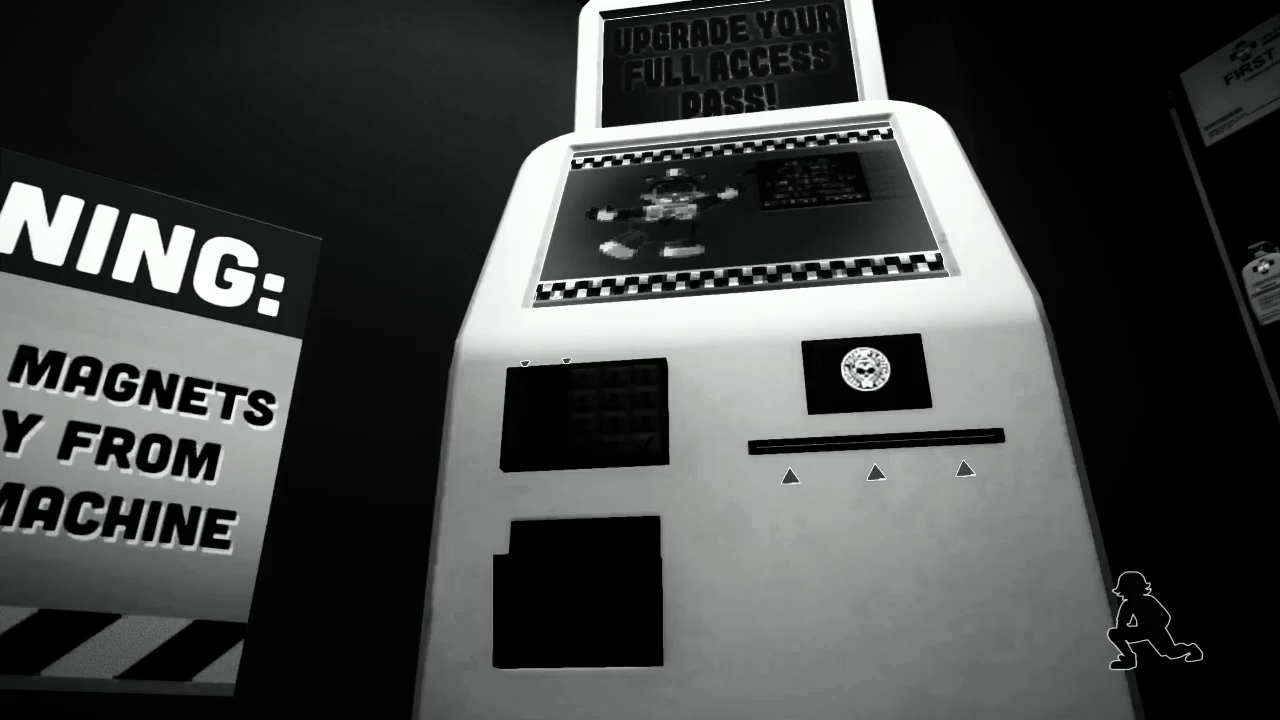 UPGRADE YOUR
FULL ACCESS
PASS!
NING:
MAGNETS
Y FROM
MACHINE
FIRST